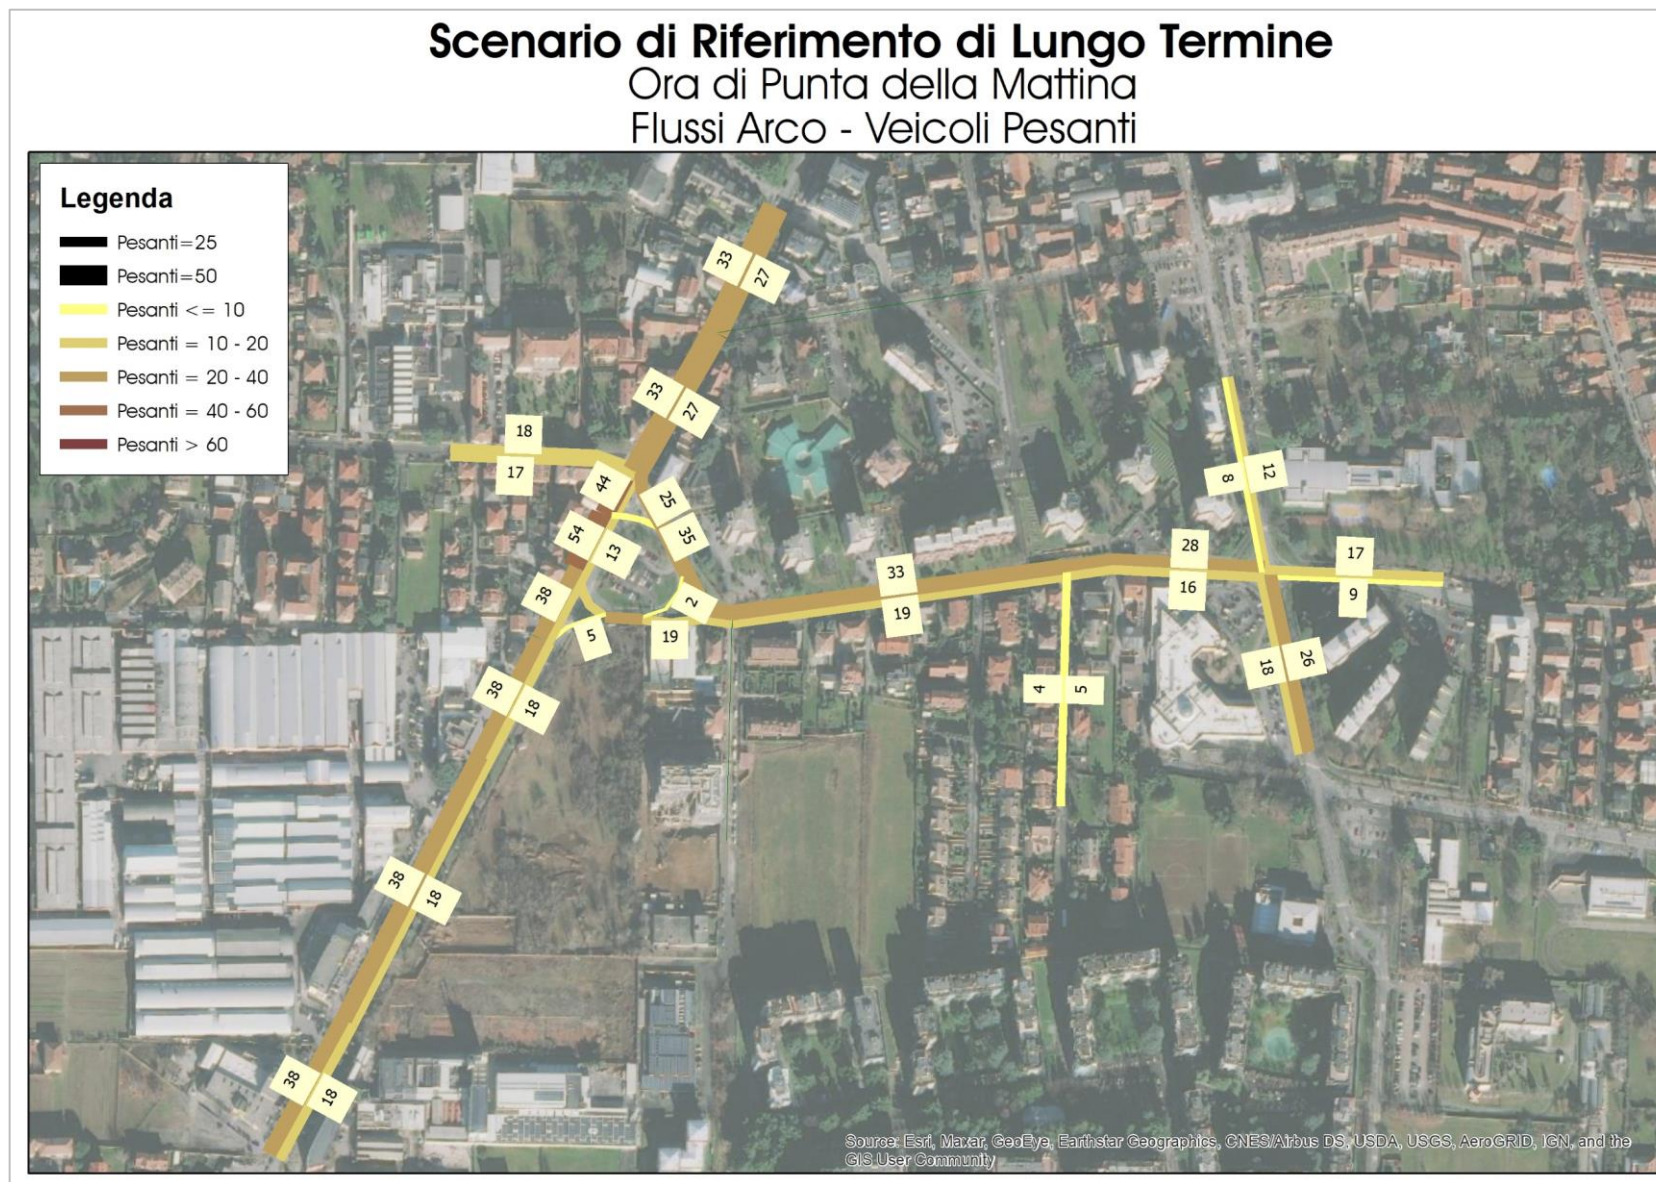 Scenario di Riferimento di Lungo Termine
Ora di Punta della Mattina
Flussi Arco - Veicoli Pesanti
Legenda
Pesanti=25
Pesanti=50
Pesanti <= 10
Pesanti = 10 - 20
Pesanti = 20 - 40
Pesanti = 40 - 60
Pesanti > 60
33
27
33
27
18
17
44
25
35
54
13
38
5
19
2
33
19
28
16
8
12
17
9
18
26
4
5
38
18
38
18
38
18
Source: Esri, Maxar, GeoEye, Earthstar Geographics, CNES/Airbus DS, USDA, USGS, AeroGRID, IGN, and the
GIS User Community